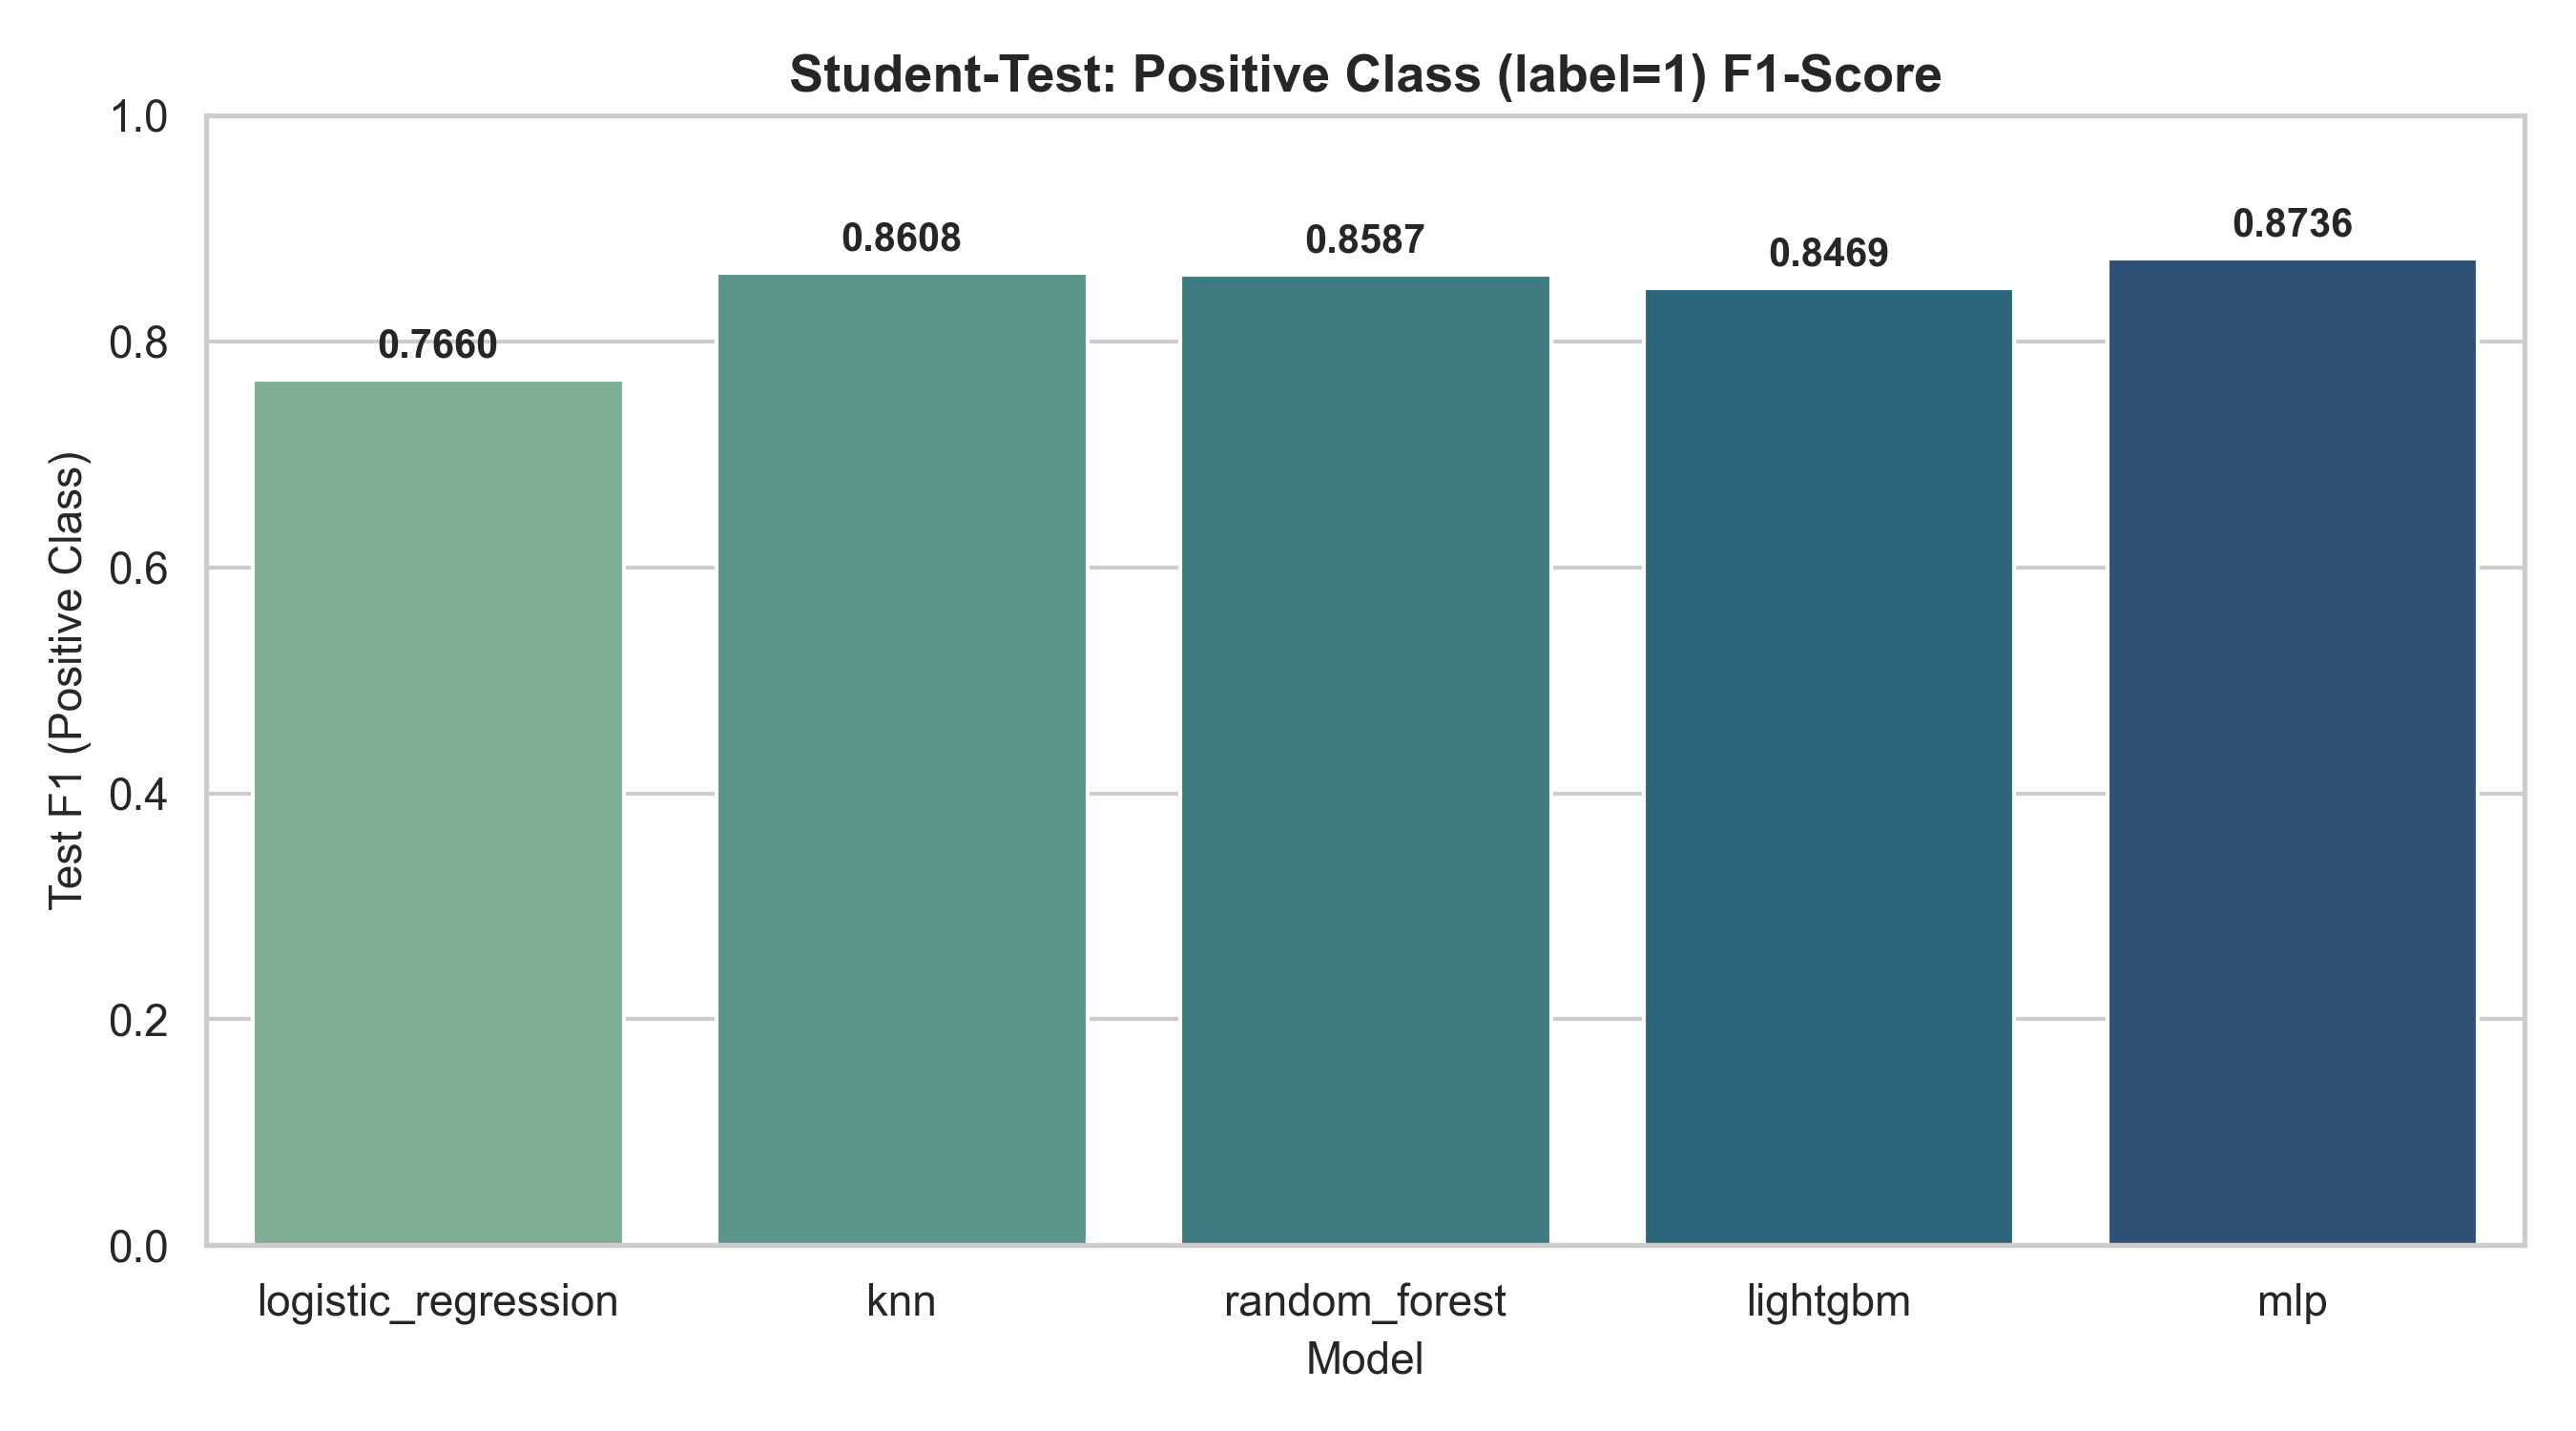 Student-Test: Positive Class (label=1) F1-Score
Test F1 (Positive Class)
1.0
0.8
0.6
0.4
0.2
0.0
0.7660
0.8608
0.8587
0.8469
0.8736
logistic_regression
knn
random_forest
lightgbm
mlp
Model